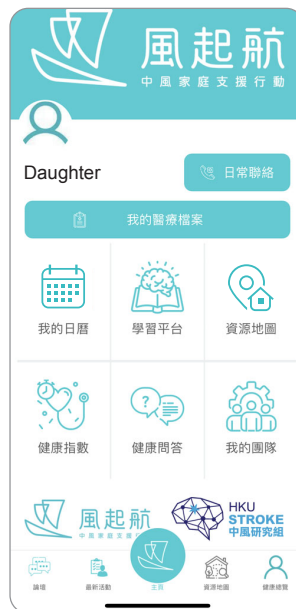 風起航
中風家庭支援行動
Daughter
日常聯絡
我的醫療檔案
我的日曆 學習平台 資源地圖
健康指數 健康問答 我的團隊
風起航
中風家庭支援行動
HKU
STROKE
中風研究組
論壇 最新活動 主頁 資源地圖 健康總覽